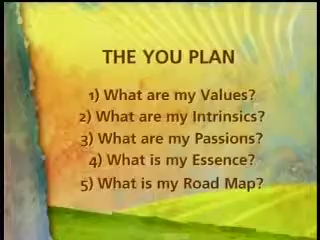 THE YOU PLAN
1) What are my Values?
2) What are my Intrinsics?
3) What are my Passions?
4) What is my Essence?
5) What is my Road Map?